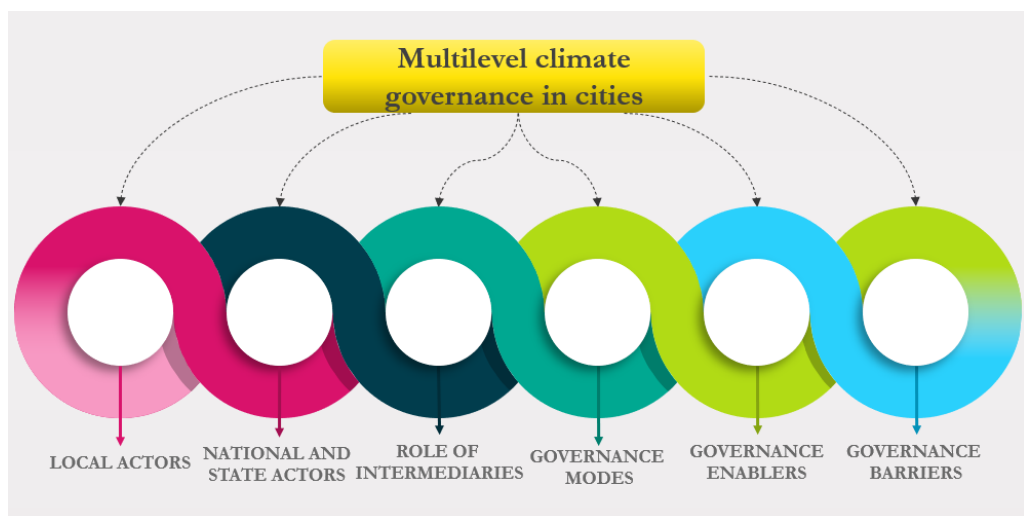 Multilevel climate
governance in cities
LOCAL ACTORS
NATIONAL AND
STATE ACTORS
ROLE OF
INTERMEDIARIES
GOVERNANCE
MODES
GOVERNANCE
ENABLERS
GOVERNANCE
BARRIERS